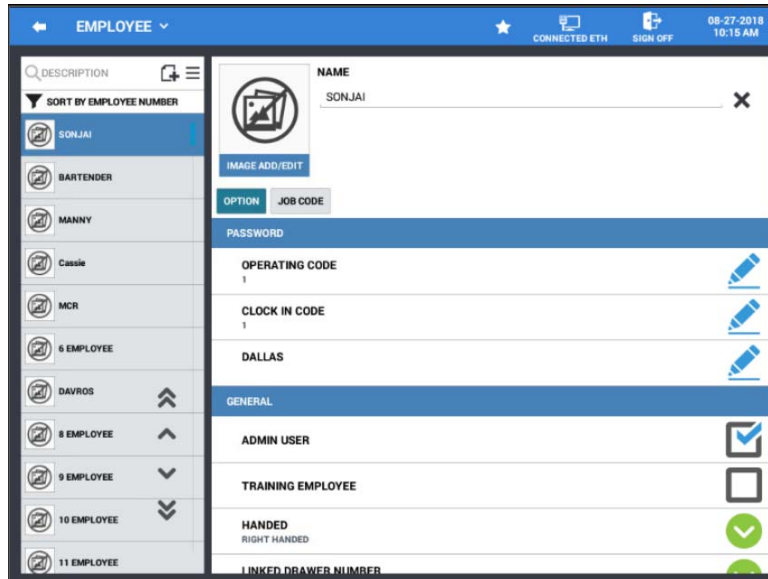 EMPLOYEE
CONNECTED ETH
SIGN OFF
08-27-2018
10:15 AM
DESCRIPTION
SORT BY EMPLOYEE NUMBER
SONJAI
BARTENDER
MANNY
Cassie
MCR
6 EMPLOYEE
DAVROS
8 EMPLOYEE
9 EMPLOYEE
10 EMPLOYEE
11 EMPLOYEE
NAME
SONJAI
IMAGE ADD/EDIT
OPTION
JOB CODE
PASSWORD
OPERATING CODE
1
CLOCK IN CODE
1
DALLAS
GENERAL
ADMIN USER
TRAINING EMPLOYEE
HANDED
RIGHT HANDED
LINKED DRAWER NUMBER